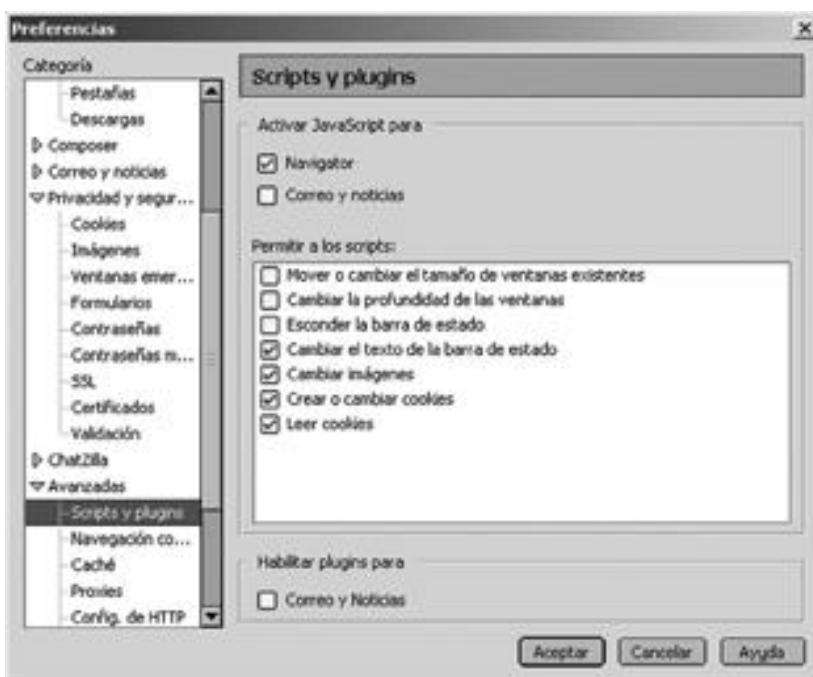 Preferencias
Categoría
Pestañas
Descargas
Composer
Correo y noticias
Privacidad y segur...
Cookies
Imágenes
Ventanas emer...
Formularios
Contraseñas
Contraseñas m...
SSL
Certificados
Validación
ChatZilla
Avanzadas
Scripts y plugins
Navegación co...
Caché
Proxies
Config. de HTTP
Scripts y plugins
Activar JavaScript para
Navigator
Correo y noticias
Permitir a los scripts:
Mover o cambiar el tamaño de ventanas existentes
Cambiar la profundidad de las ventanas
Esconder la barra de estado
Cambiar el texto de la barra de estado
Cambiar imágenes
Crear o cambiar cookies
Leer cookies
Habilitar plugins para
Correo y Noticias
Aceptar
Cancelar
Ayuda